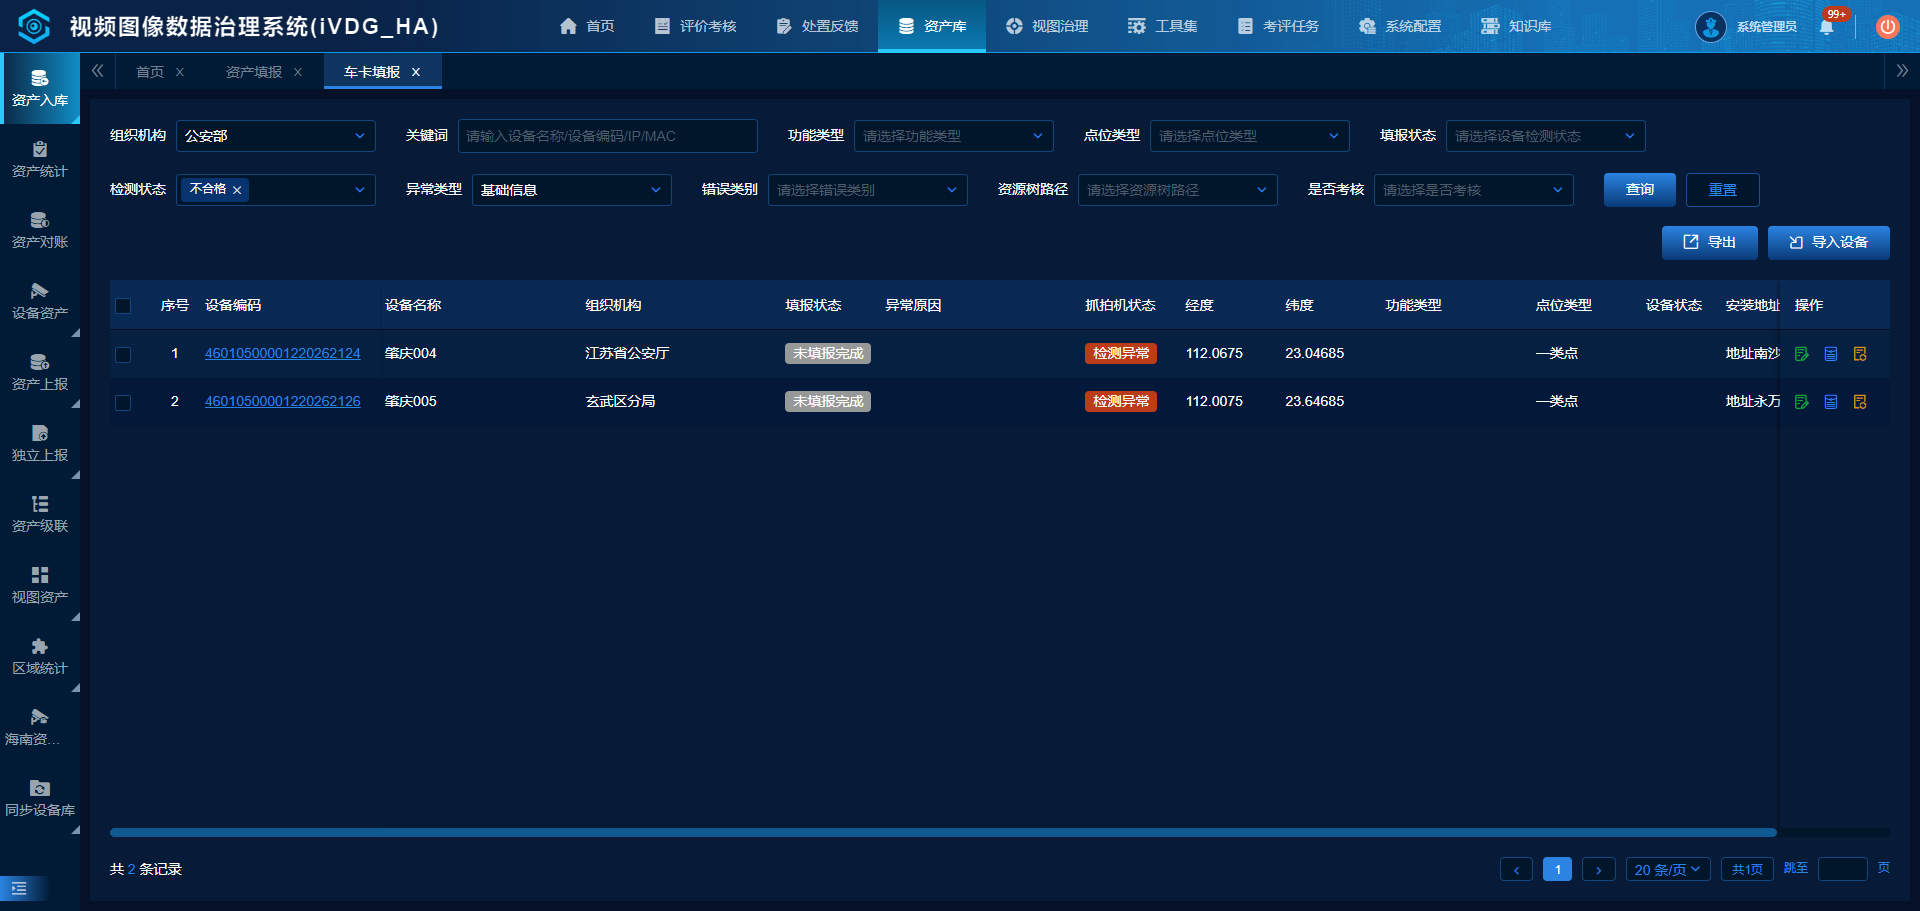 视频图像数据治理系统(iVDG_HA)
首页 评价考核 处置反馈 资产库 视图治理 工具集 考评任务 系统配置 知识库
系统管理员 99+
首页 x 资产填报 x 车卡填报 x
资产入库
资产统计
资产对账
设备资产
资产上报
独立上报
资产级联
视图资产
区域统计
海南资...
同步设备库
组织机构 公安部 关键词 请输入设备名称/设备编码/IP/MAC 功能类型 请选择功能类型 点位类型 请选择点位类型 填报状态 请选择设备检测状态
检测状态 不合格 × 异常类型 基础信息 错误类别 请选择错误类别 资源树路径 请选择资源树路径 是否考核 请选择是否考核 查询 重置
导出 导入设备
序号 设备编码 设备名称 组织机构 填报状态 异常原因 抓拍机状态 经度 纬度 功能类型 点位类型 设备状态 安装地址 操作
1 46010500001220262124 肇庆004 江苏省公安厅 未填报完成 检测异常 112.0675 23.04685 一类点 地址南沙
2 46010500001220262126 肇庆005 玄武区分局 未填报完成 检测异常 112.0075 23.64685 一类点 地址永万
共 2 条记录
1 20 条/页 共1页 跳至 页